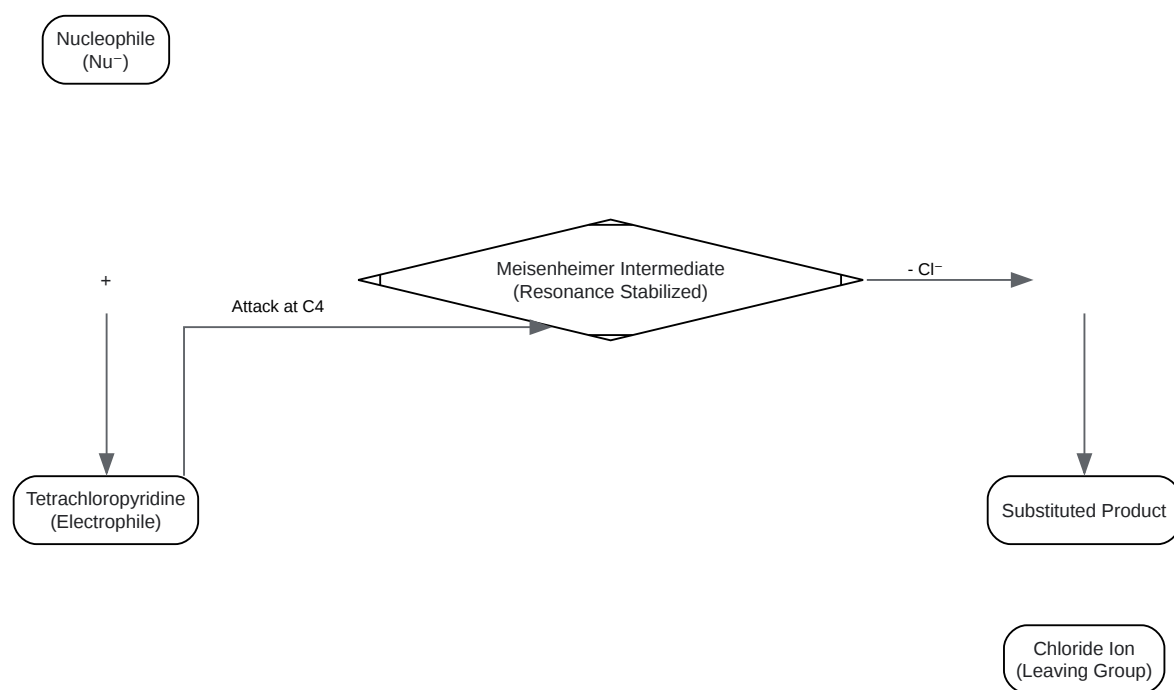 Nucleophile
(Nu⁻)
Meisenheimer Intermediate
(Resonance Stabilized)
- Cl⁻
+
Attack at C4
Tetrachloropyridine
(Electrophile)
Substituted Product
Chloride Ion
(Leaving Group)